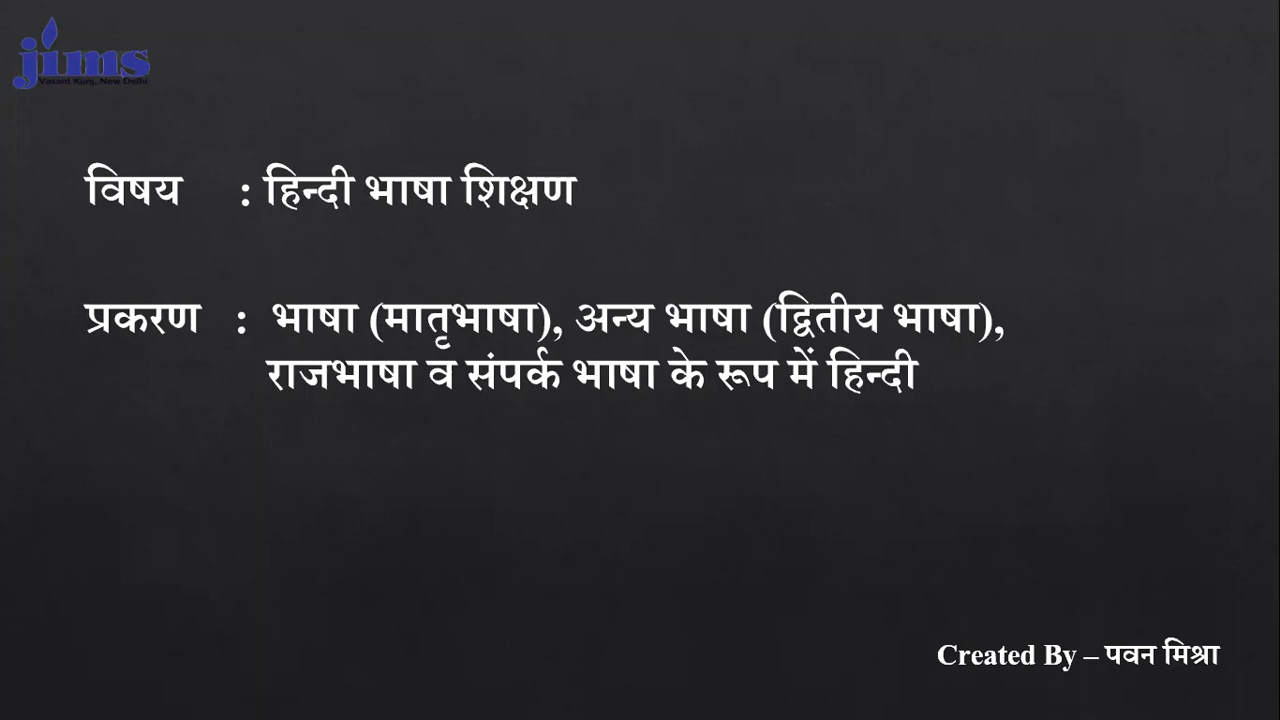 jims
Vasant Kunj, New Delhi
विषय : हिन्दी भाषा शिक्षण
प्रकरण : भाषा (मातृभाषा), अन्य भाषा (द्वितीय भाषा),
राजभाषा व संपर्क भाषा के रूप में हिन्दी
Created By – पवन मिश्रा